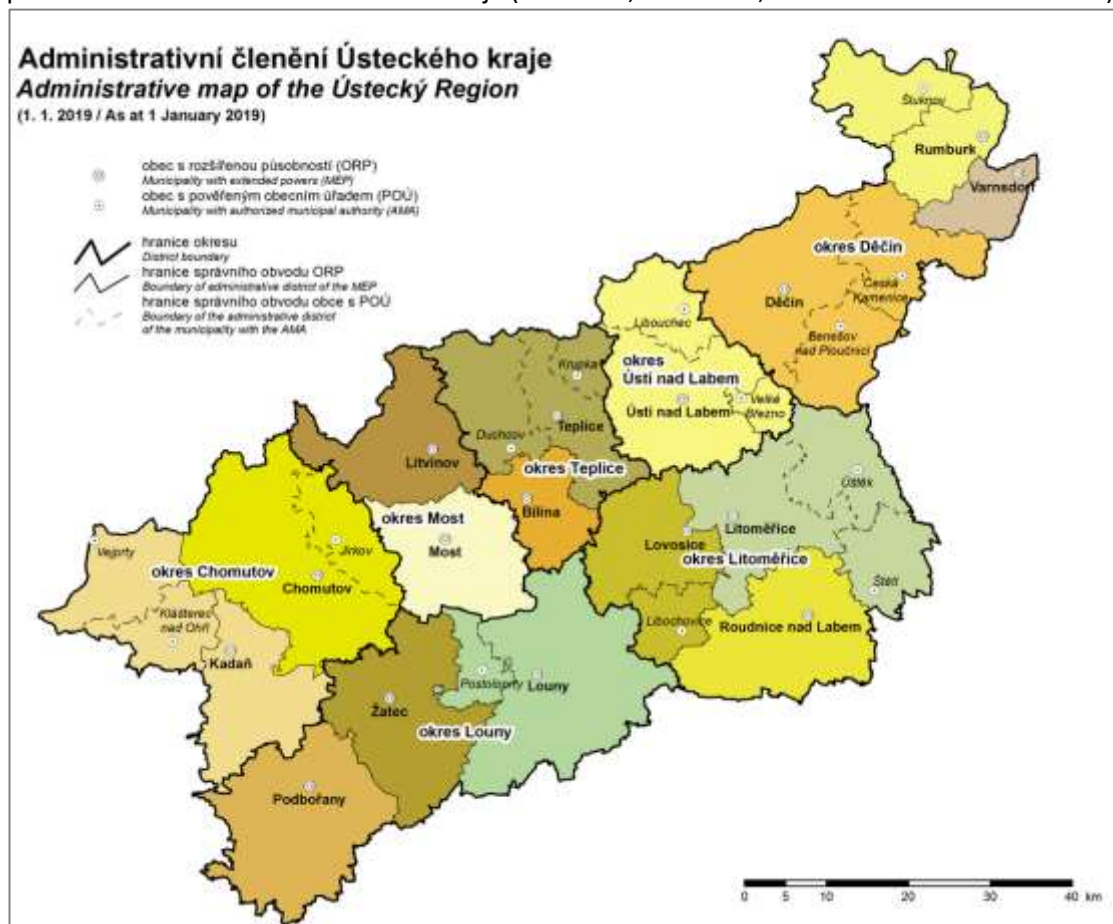 Administrativní členění Ústeckého kraje
Administrative map of the Ústecký Region
(1. 1. 2019 / As at 1 January 2019)
obec s rozšířenou působností (ORP)
Municipality with extended powers (MEP)
obec s pověřeným obecním úřadem (POÚ)
Municipality with authorized municipal authority (AMA)
hranice okresu
District boundary
hranice správního obvodu ORP
Boundary of administrative district of the MEP
hranice správního obvodu obce s POÚ
Boundary of the administrative district
of the municipality with the AMA
Šluknov
Rumburk
Varnsdorf
okres Děčín
Děčín
Česká
Kamenice
Benešov
nad Ploučnicí
Libouchec
okres
Ústí nad Labem
Ústí nad Labem
Velké
Březno
Krupka
Teplice
Duchcov
okres Teplice
Bílina
Litvínov
okres Most
Most
Úštěk
Litoměřice
Lovosice
okres Litoměřice
Štětí
Libochovice
Roudnice nad Labem
Vejprty
okres Chomutov
Jirkov
Chomutov
Klášterec
nad Ohří
Kadaň
Postoloprty
Louny
Žatec
okres Louny
Podbořany
0 5 10 20 30 40 km